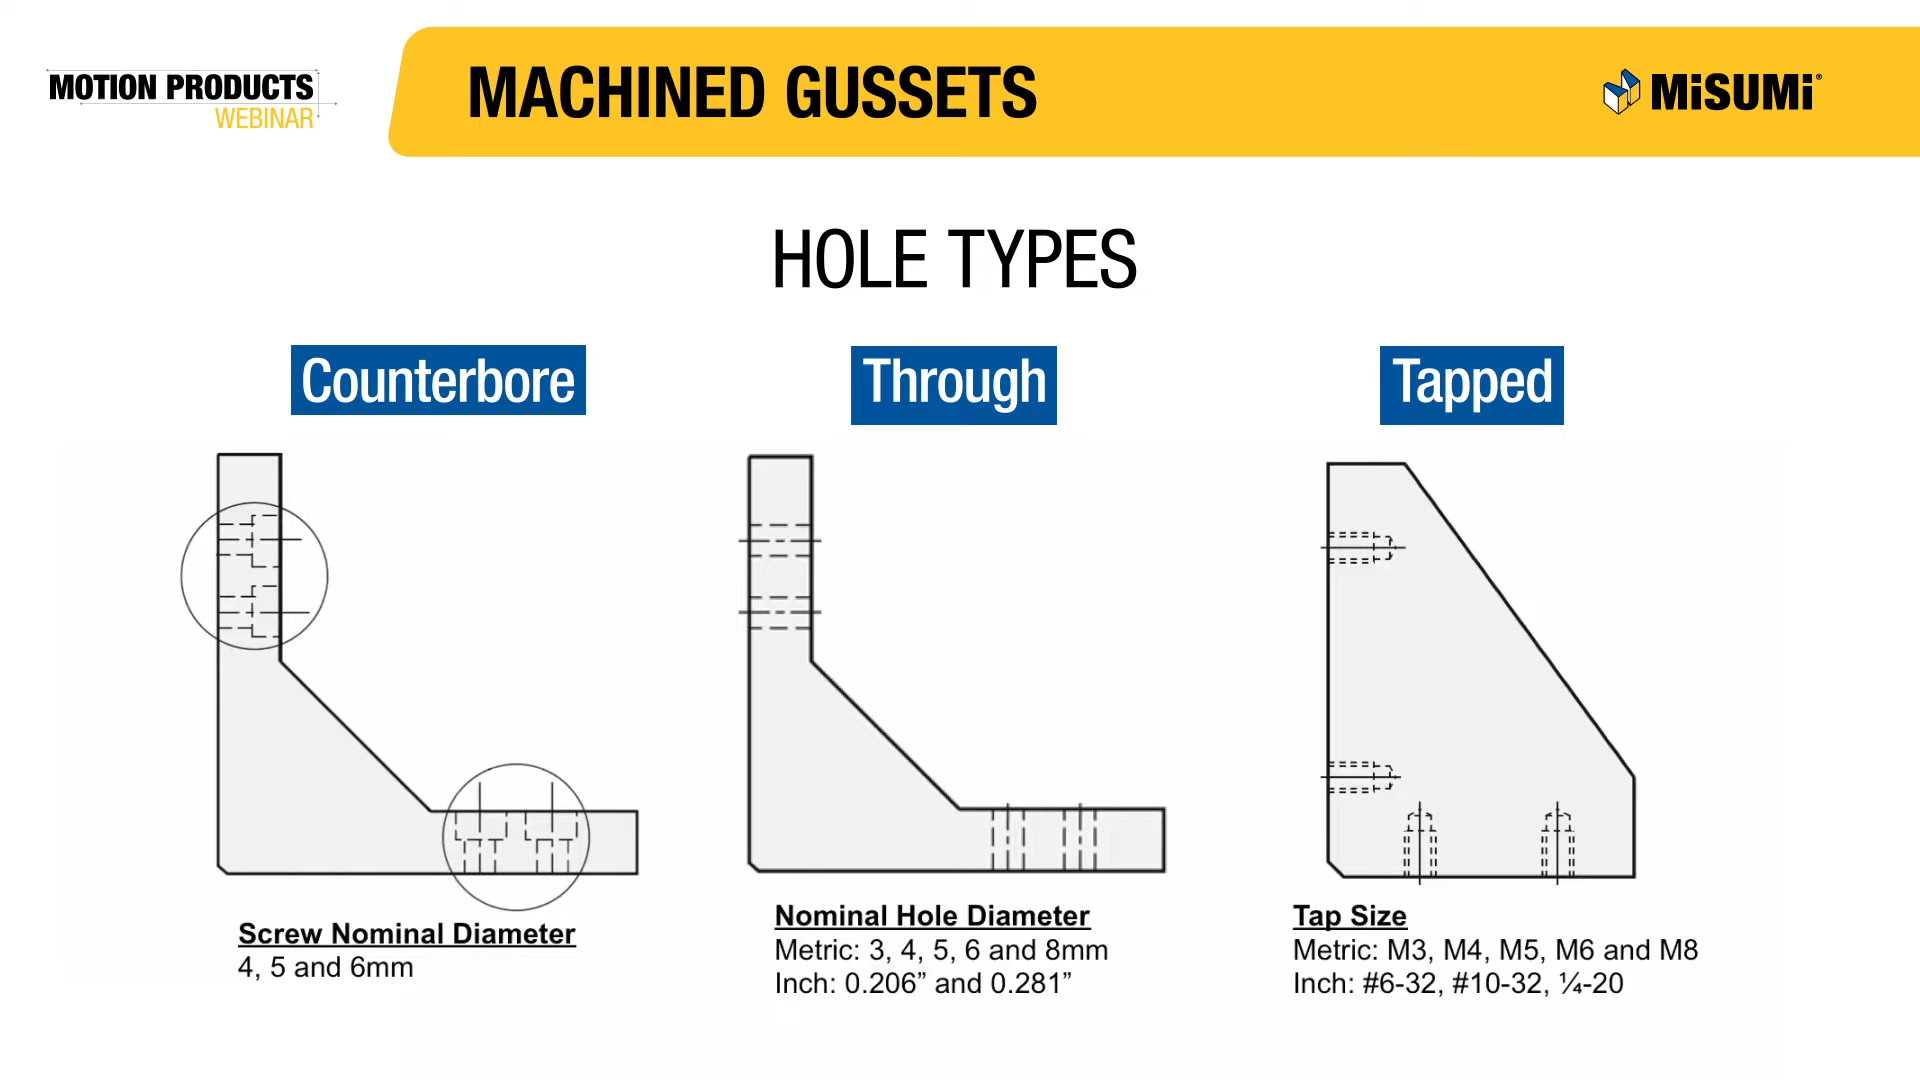 MOTION PRODUCTS
WEBINAR
MACHINED GUSSETS
MiSUMi®
HOLE TYPES
Counterbore
Through
Tapped
Screw Nominal Diameter
4, 5 and 6mm
Nominal Hole Diameter
Metric: 3, 4, 5, 6 and 8mm
Inch: 0.206” and 0.281”
Tap Size
Metric: M3, M4, M5, M6 and M8
Inch: #6-32, #10-32, ¼-20